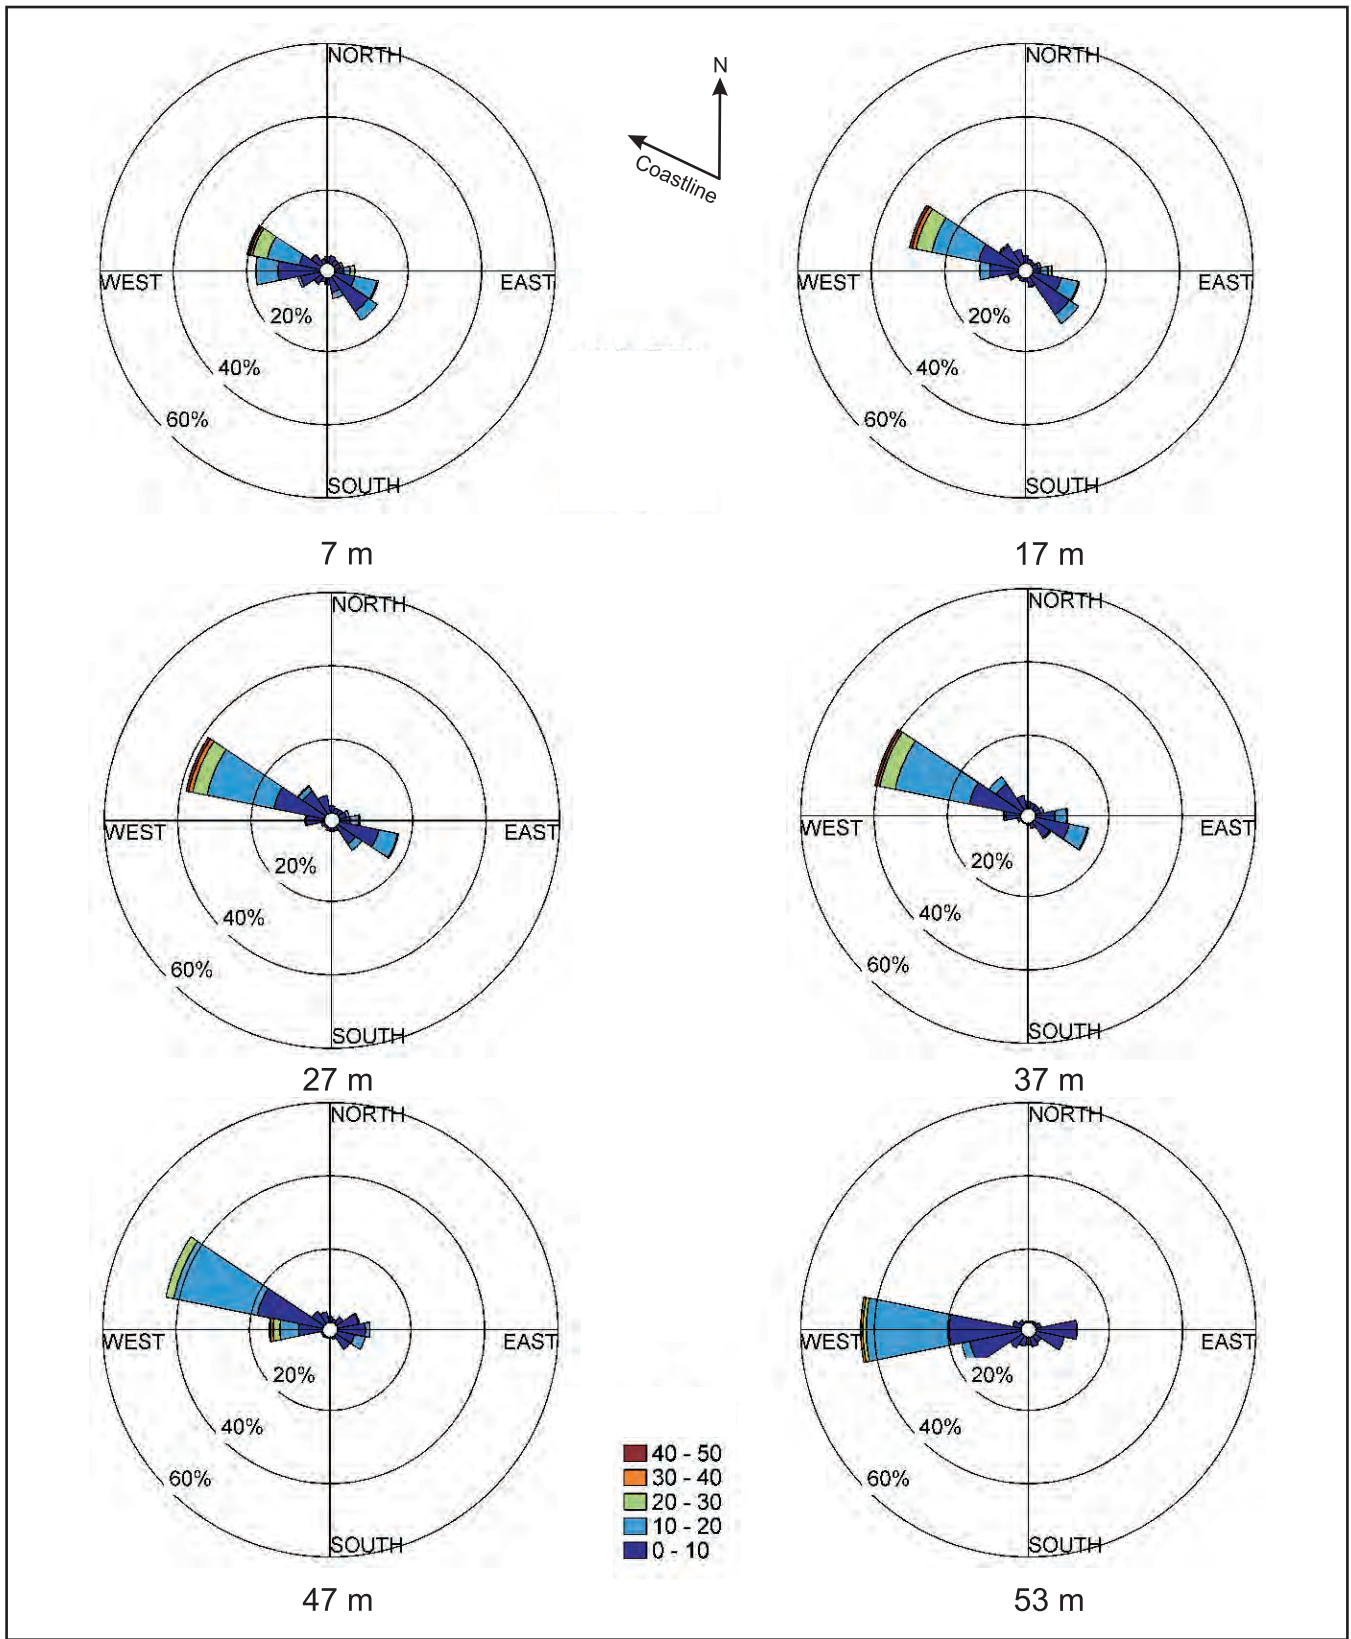 NORTH
WEST
EAST
20%
40%
60%
SOUTH
7 m
N
Coastline
NORTH
WEST
EAST
20%
40%
60%
SOUTH
17 m
NORTH
WEST
EAST
20%
40%
60%
SOUTH
27 m
NORTH
WEST
EAST
20%
40%
60%
SOUTH
37 m
NORTH
WEST
EAST
20%
40%
60%
SOUTH
47 m
NORTH
WEST
EAST
20%
40%
60%
SOUTH
53 m
40 - 50
30 - 40
20 - 30
10 - 20
0 - 10